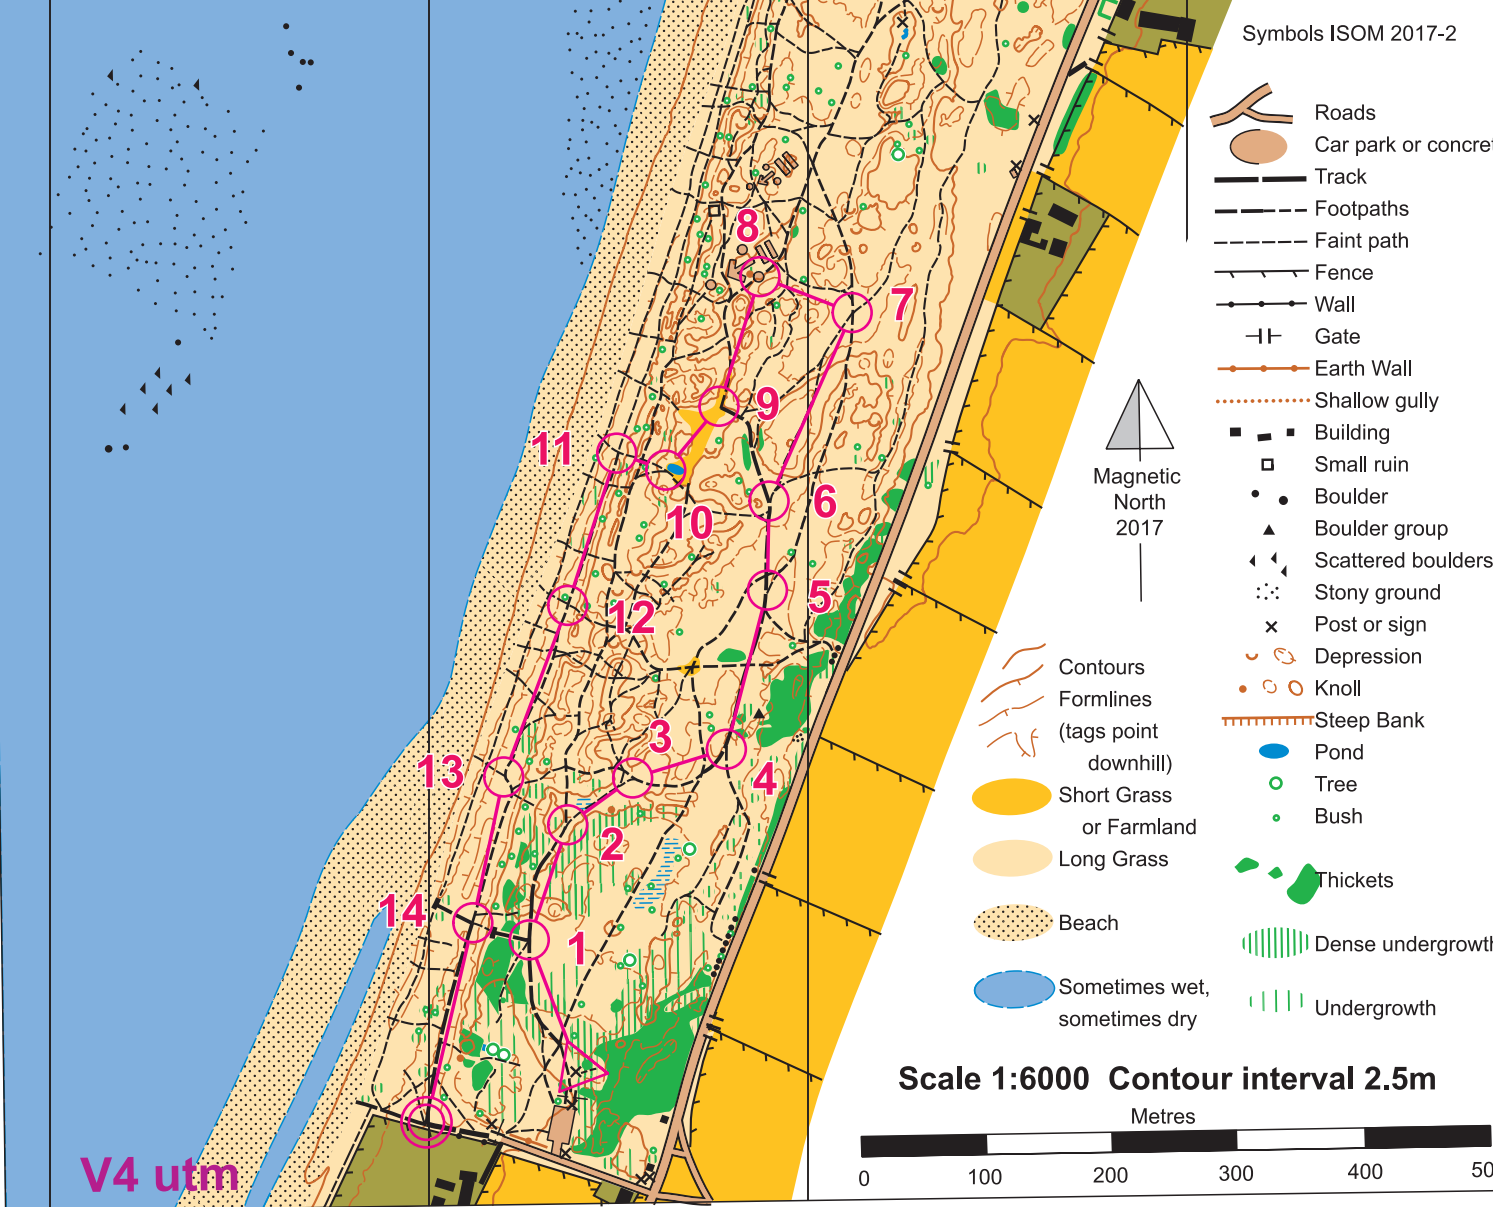 Symbols ISOM 2017-2
Roads
Car park or concre
Track
Footpaths
Faint path
Fence
Wall
Gate
Earth Wall
Shallow gully
Building
Small ruin
Boulder
Boulder group
Scattered boulders
Stony ground
Post or sign
Depression
Knoll
Steep Bank
Pond
Tree
Bush
Thickets
Dense undergrowth
Undergrowth
Magnetic
North
2017
Contours
Formlines
(tags point
downhill)
Short Grass
or Farmland
Long Grass
Beach
Sometimes wet,
sometimes dry
8
7
9
11
6
10
5
12
3
13
4
2
14
1
Scale 1:6000 Contour interval 2.5m
Metres
0 100 200 300 400 50
V4 utm